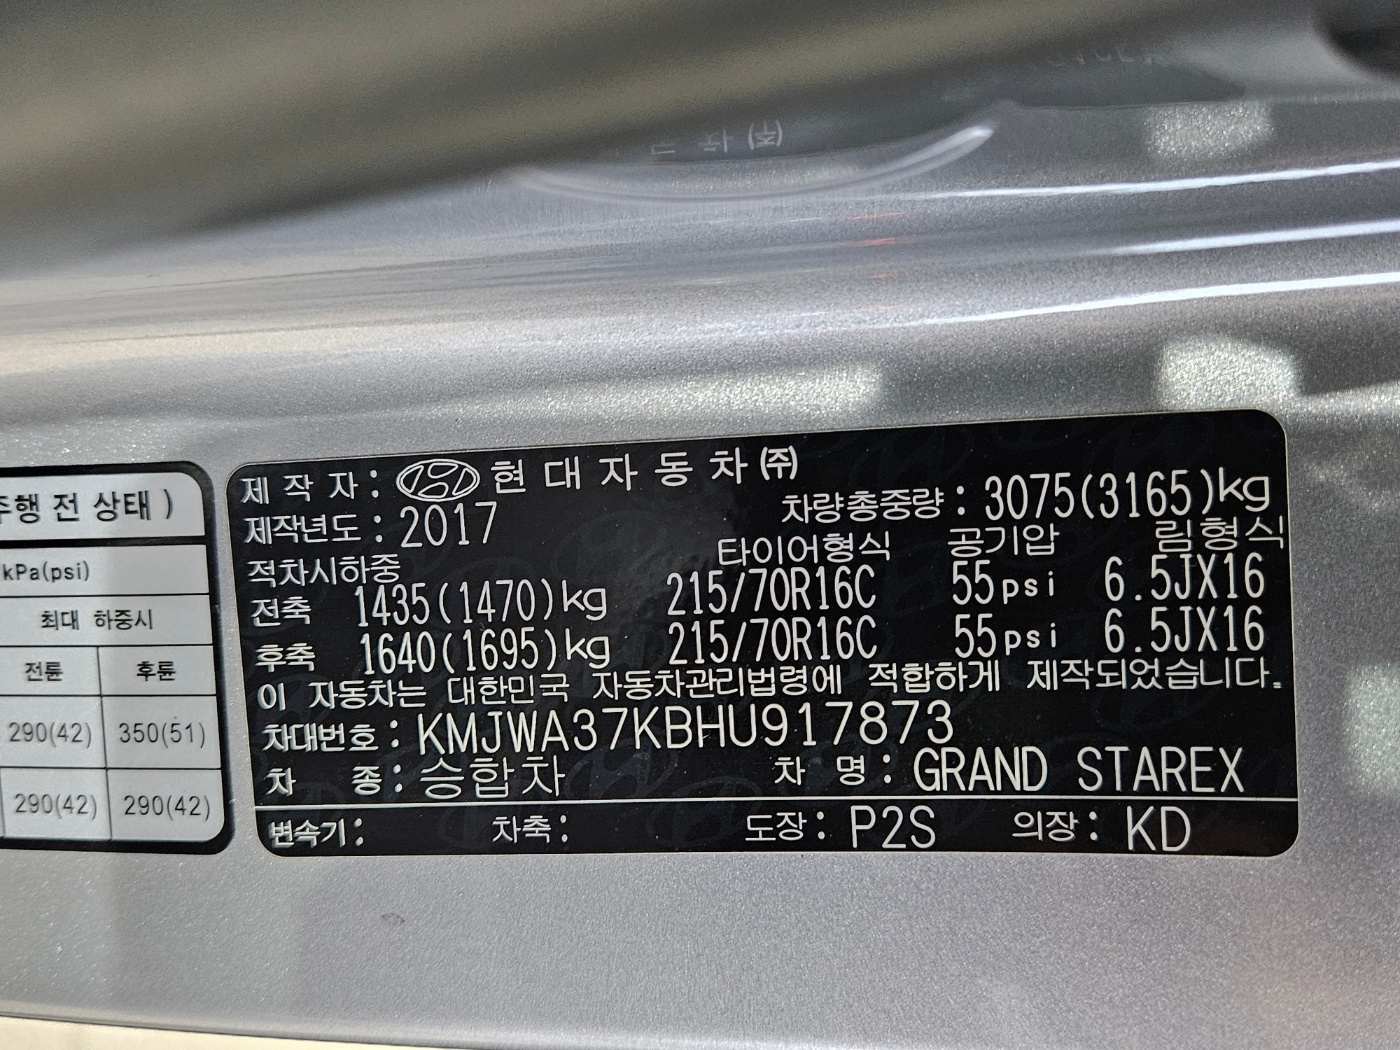 주행 전 상태 )
kPa(psi)
최대 하중시
전륜 후륜
290(42) 350(51)
290(42) 290(42)
제 작 자 : 현 대 자 동 차 ㈜
제작년도 : 2017 차량총중량 : 3075(3165)kg
적차시하중 타이어형식 공기압 림형식
전축 1435(1470)kg 215/70R16C 55psi 6.5JX16
후축 1640(1695)kg 215/70R16C 55psi 6.5JX16
이 자동차는 대한민국 자동차관리법령에 적합하게 제작되었습니다.
차대번호 : KMJWA37KBHU917873
차 종 : 승합차 차 명 : GRAND STAREX
변속기 : 차축 : 도장 : P2S 의장 : KD